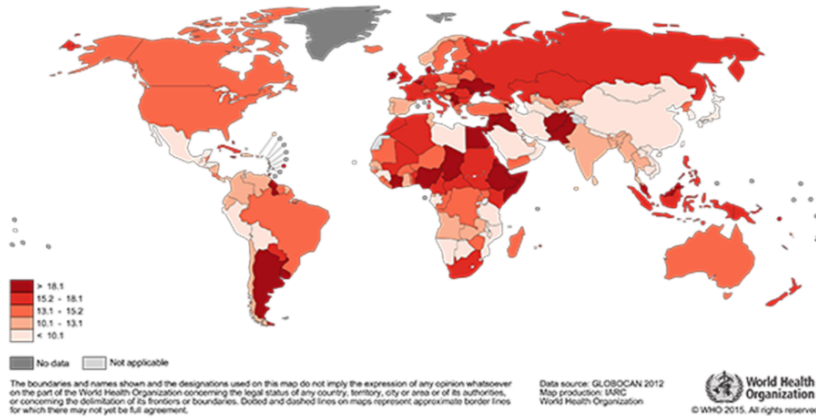 > 18.1
15.2 - 18.1
13.1 - 15.2
10.1 - 13.1
< 10.1
No data
Not applicable
The boundaries and names shown and the designations used on this map do not imply the expression of any opinion whatsoever
on the part of the World Health Organization concerning the legal status of any country, territory, city or area or of its authorities,
or concerning the delimitation of its frontiers or boundaries. Dotted and dashed lines on maps represent approximate border lines
for which there may not yet be full agreement.
Data source: GLOBOCAN 2012
Map production: IARC
World Health Organization
World Health
Organization
© WHO 2015. All rights reserved